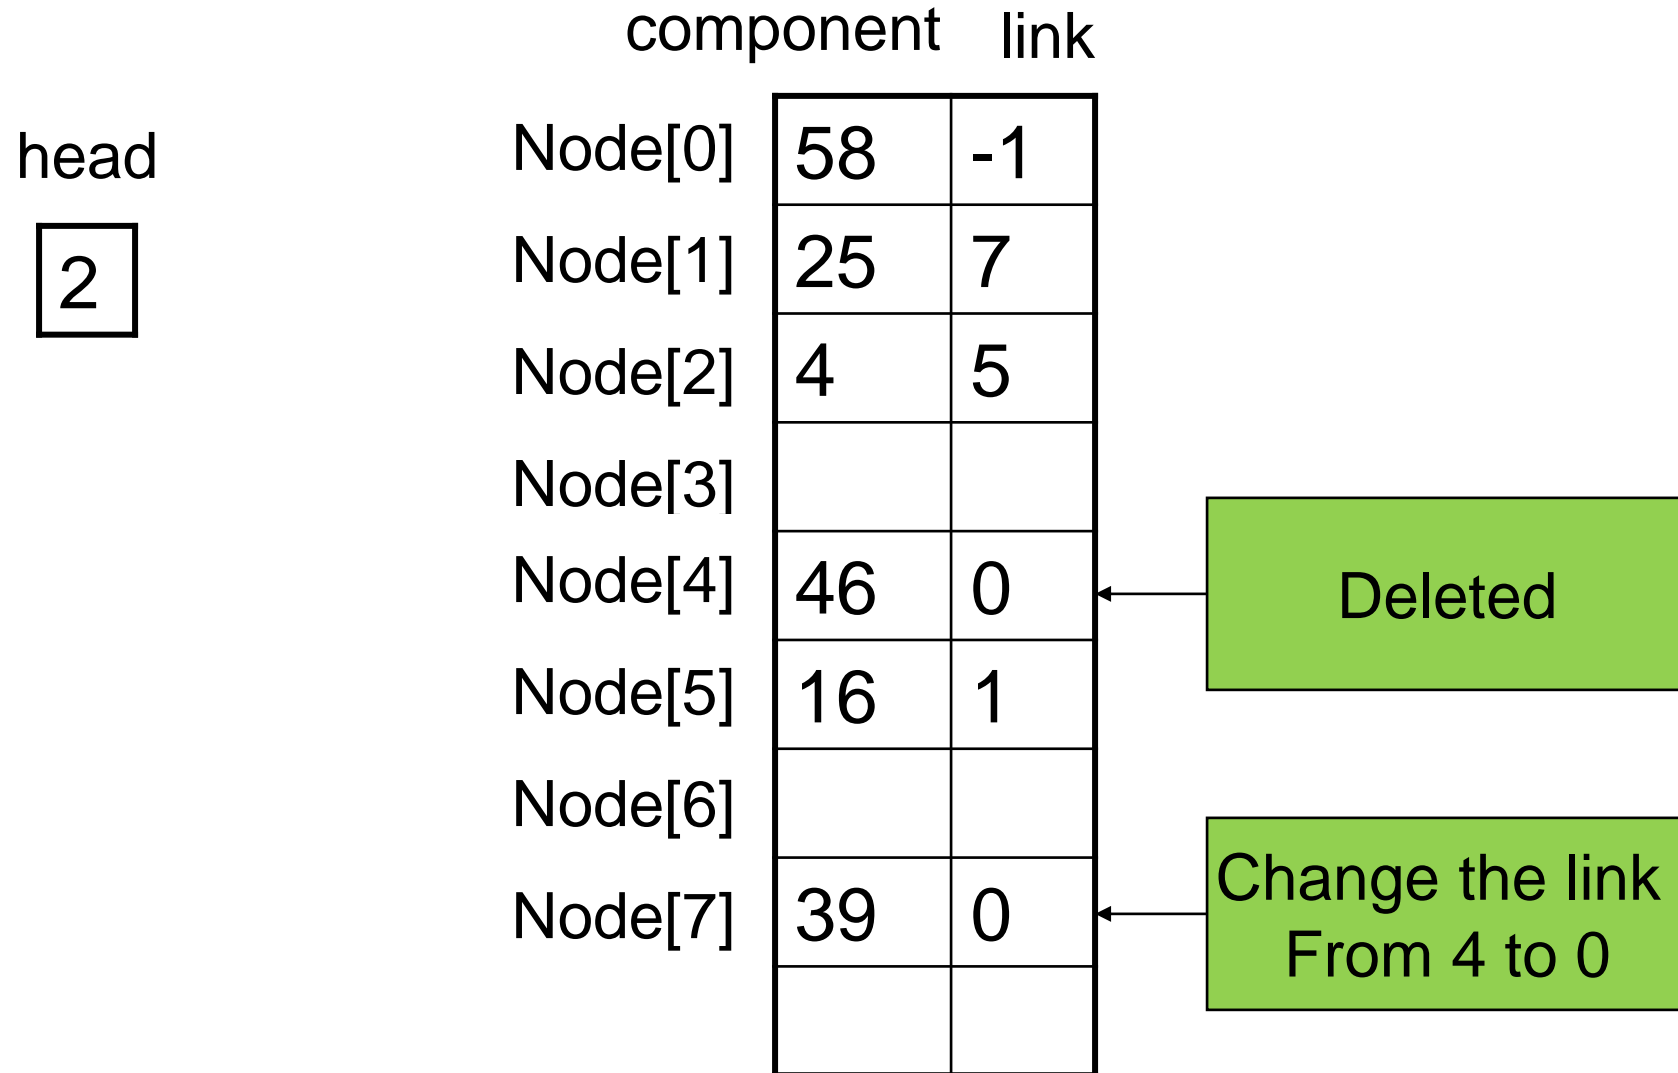 component link
head
2
Node[0] 58 -1
Node[1] 25 7
Node[2] 4 5
Node[3]
Node[4] 46 0
Deleted
Node[5] 16 1
Node[6]
Node[7] 39 0
Change the link
From 4 to 0